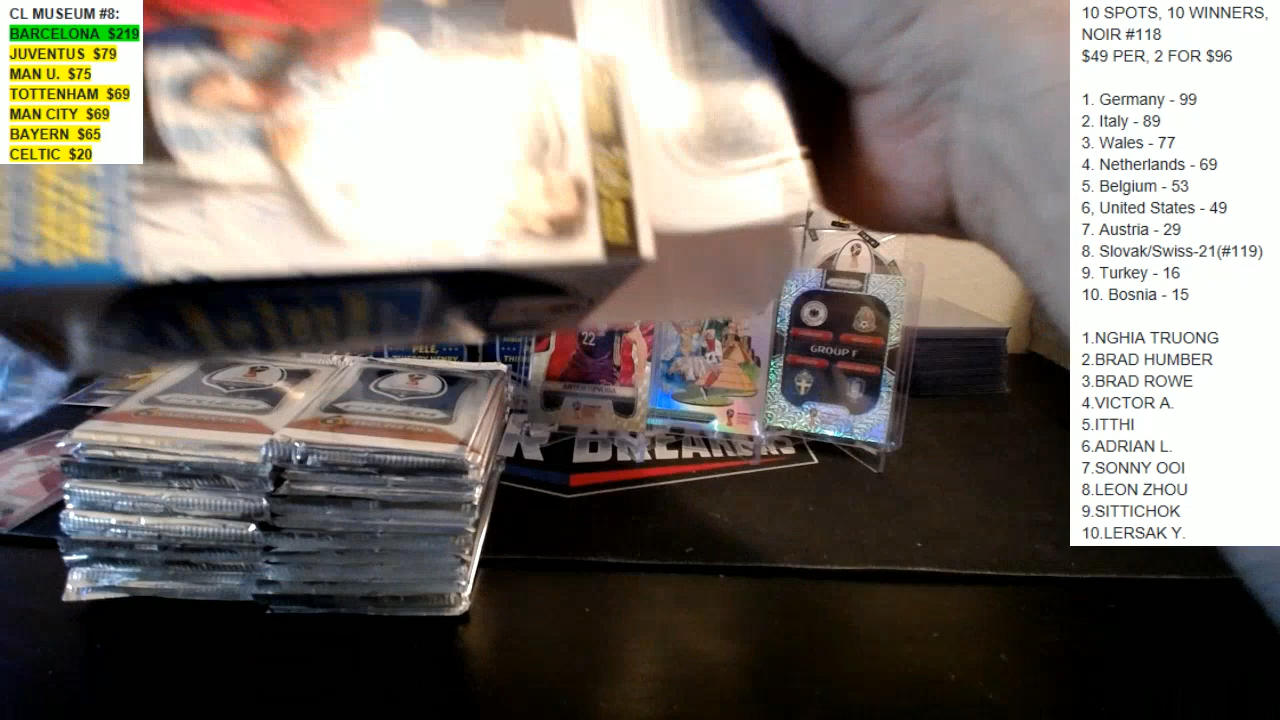 CL MUSEUM #8:
BARCELONA $219
JUVENTUS $79
MAN U. $75
TOTTENHAM $69
MAN CITY $69
BAYERN $65
CELTIC $20
10 SPOTS, 10 WINNERS,
NOIR #118
$49 PER, 2 FOR $96
1. Germany - 99
2. Italy - 89
3. Wales - 77
4. Netherlands - 69
5. Belgium - 53
6, United States - 49
7. Austria - 29
8. Slovak/Swiss-21(#119)
9. Turkey - 16
10. Bosnia - 15
1.NGHIA TRUONG
2.BRAD HUMBER
3.BRAD ROWE
4.VICTOR A.
5.ITTHI
6.ADRIAN L.
7.SONNY OOI
8.LEON ZHOU
9.SITTICHOK
10.LERSAK Y.
PELÉ,
THIERRY HENRY
22
GROUP F